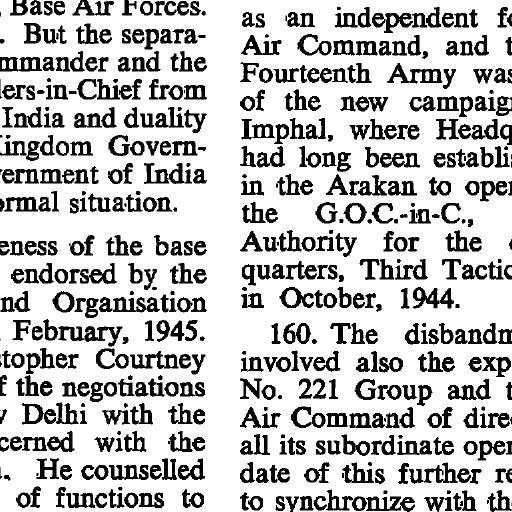 Base Air Forces.
. But the separa-
mmander and the
ders-in-Chief from
India and duality
Kingdom Govern-
vernment of India
ormal situation.
eness of the base
endorsed by the
nd Organisation
February, 1945.
stopher Courtney
f the negotiations
w Delhi with the
cerned with the
. He counselled
of functions to
as an independent fo
Air Command, and t
Fourteenth Army was
of the new campaign
Imphal, where Headq
had long been establis
in the Arakan to oper
the G.O.C.-in-C.,
Authority for the
quarters, Third Tactic
in October, 1944.
160. The disbandm
involved also the exp
No. 221 Group and t
Air Command of dire
all its subordinate oper
date of this further re
to synchronize with th